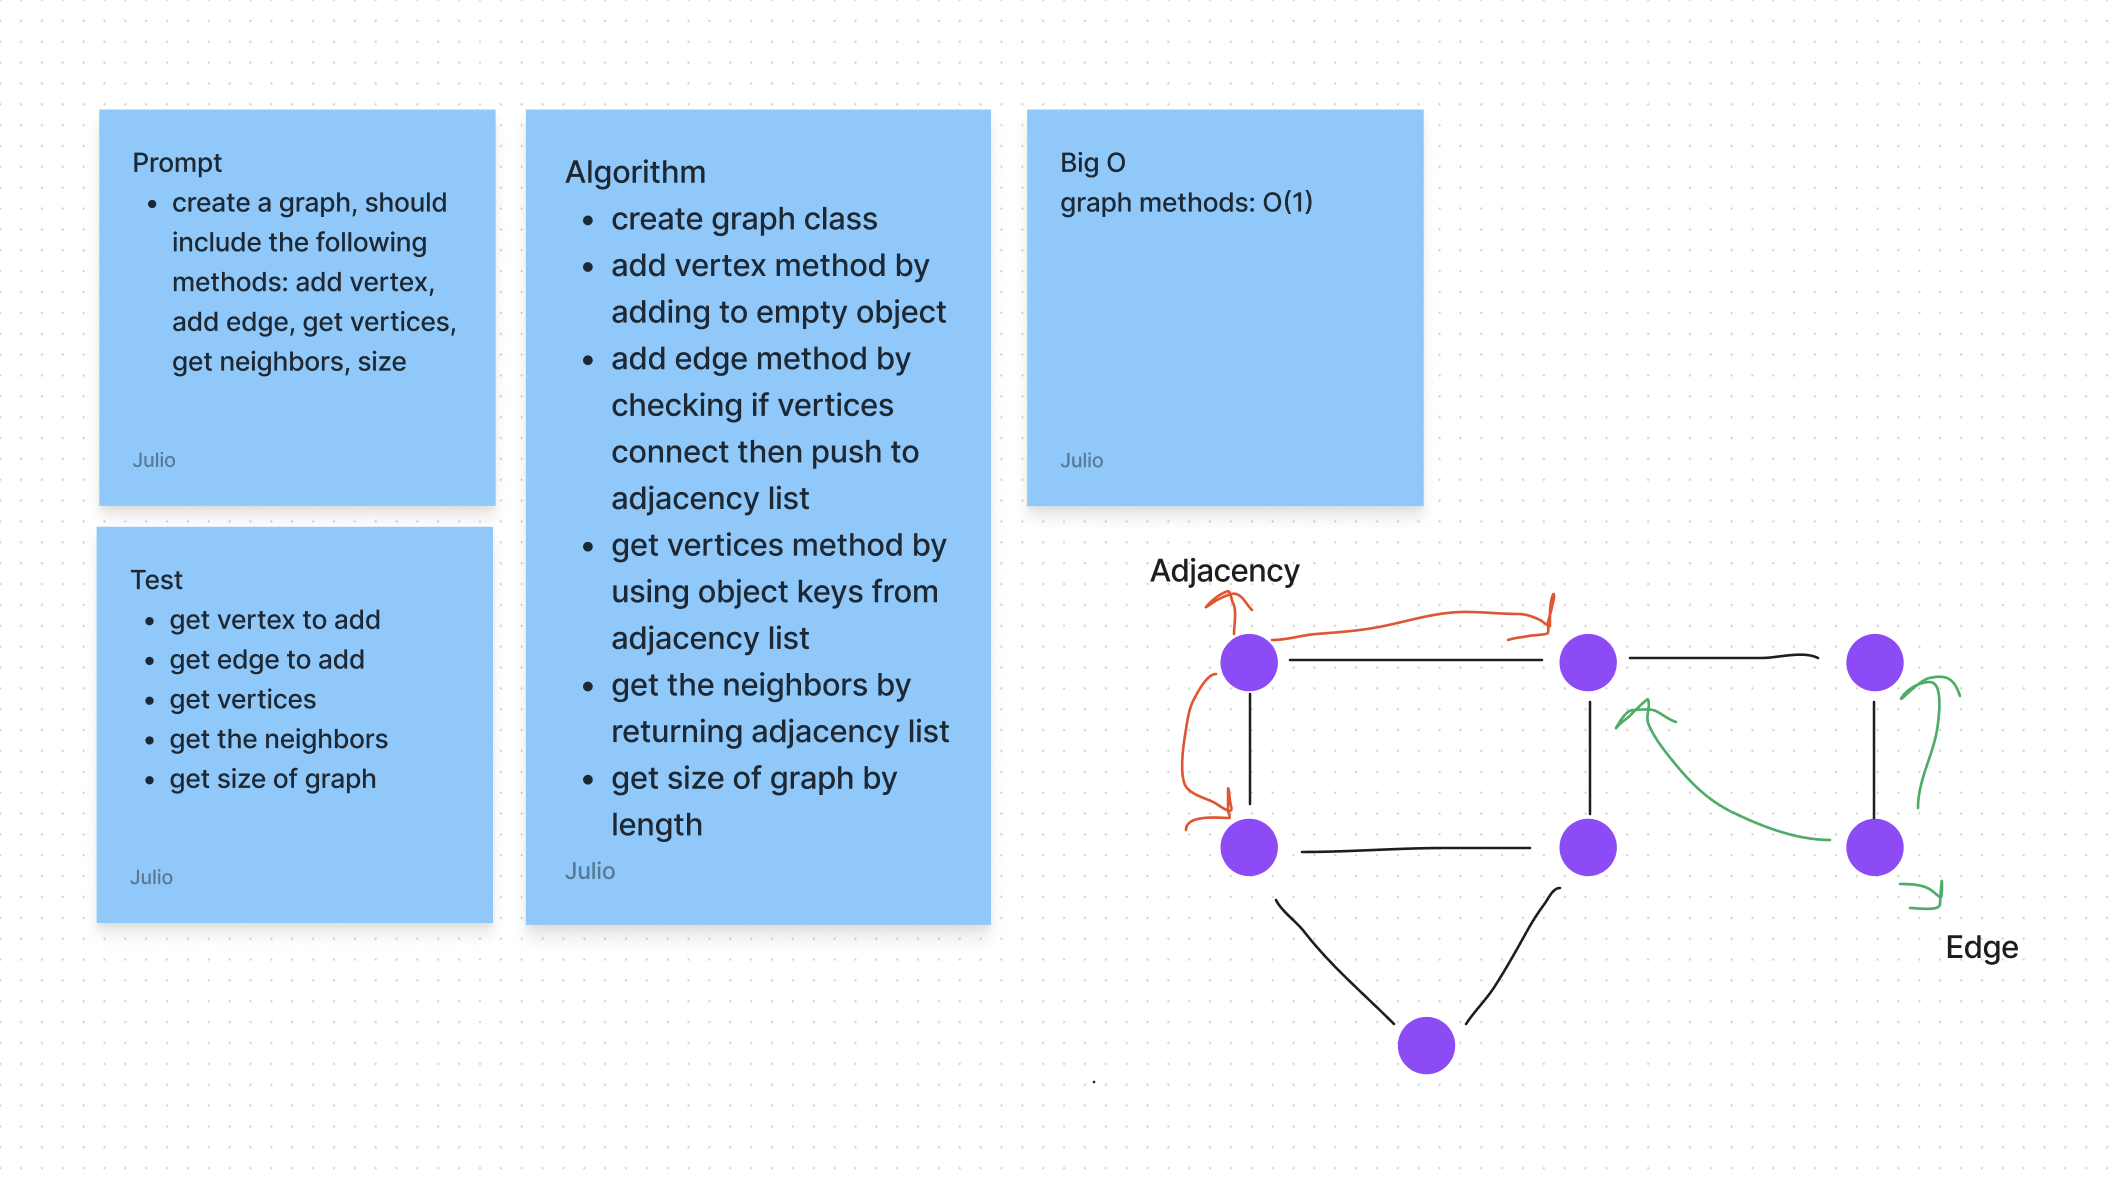 Prompt
• create a graph, should
include the following
methods: add vertex,
add edge, get vertices,
get neighbors, size
Julio
Test
• get vertex to add
• get edge to add
• get vertices
• get the neighbors
• get size of graph
Julio
Algorithm
• create graph class
• add vertex method by
adding to empty object
• add edge method by
checking if vertices
connect then push to
adjacency list
• get vertices method by
using object keys from
adjacency list
• get the neighbors by
returning adjacency list
• get size of graph by
length
Julio
Big O
graph methods: O(1)
Julio
Adjacency
Edge